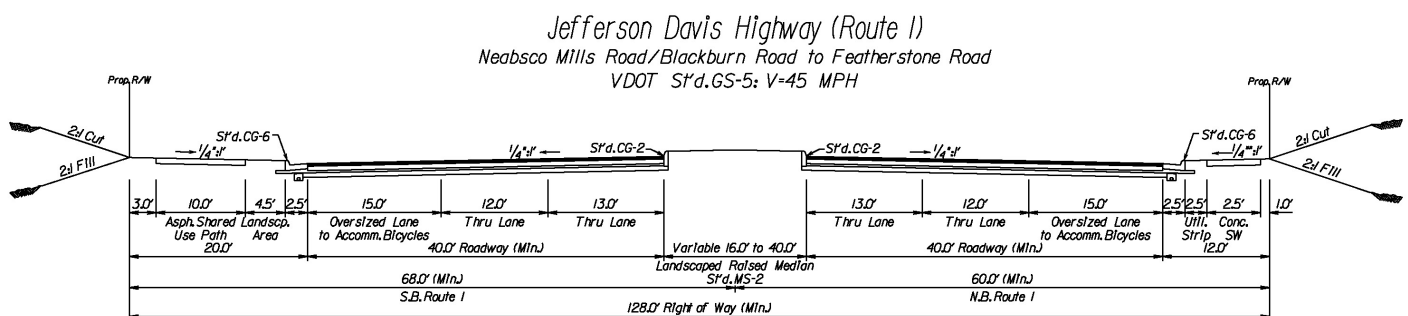 Jefferson Davis Highway (Route 1)
Neabsco Mills Road/Blackburn Road to Featherstone Road
VDOT St'd. GS-5: V=45 MPH
Prop. R/W
Prop. R/W
2:1 Cut
2:1 Fill
1/4":1'
St'd. CG-6
1/4":1'
St'd. CG-2
St'd. CG-2
1/4":1'
St'd. CG-6
1/4"":1'
2:1 Cut
2:1 Fill
3.0' 10.0' 4.5' 2.5' 15.0' 12.0' 13.0' 13.0' 12.0' 15.0' 2.5' 2.5' 2.5' 1.0'
Asph. Shared Use Path
Landscp. Area
Oversized Lane to Accomm. Bicycles
Thru Lane
Thru Lane
Thru Lane
Thru Lane
Oversized Lane to Accomm. Bicycles
Util. Strip
Conc. SW
20.0' 40.0' Roadway (Min.) Variable 16.0' to 40.0' 40.0' Roadway (Min.) 12.0'
Landscaped Raised Median
St'd. MS-2
68.0' (Min.) 60.0' (Min.)
S.B. Route 1 N.B. Route 1
128.0' Right of Way (Min.)